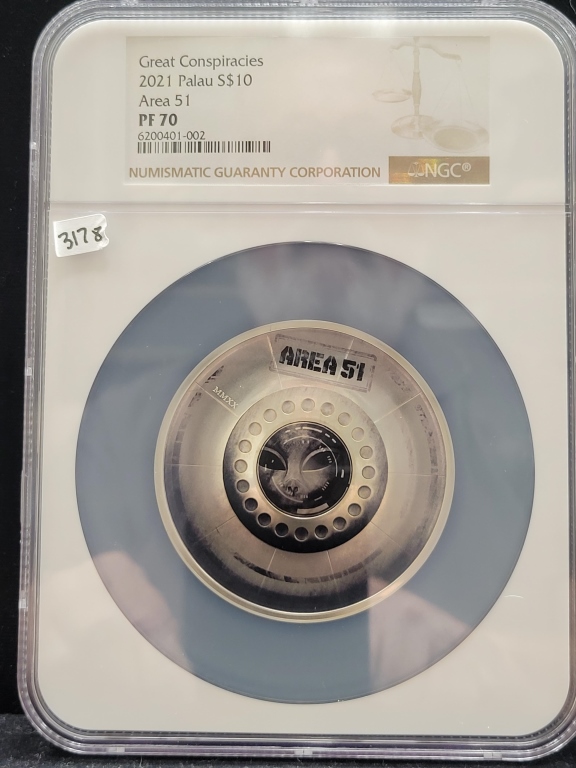 Great Conspiracies
2021 Palau S$10
Area 51
PF 70
6200401-002
NUMISMATIC GUARANTY CORPORATION
NGC®
3178
AREA 51
MMXX